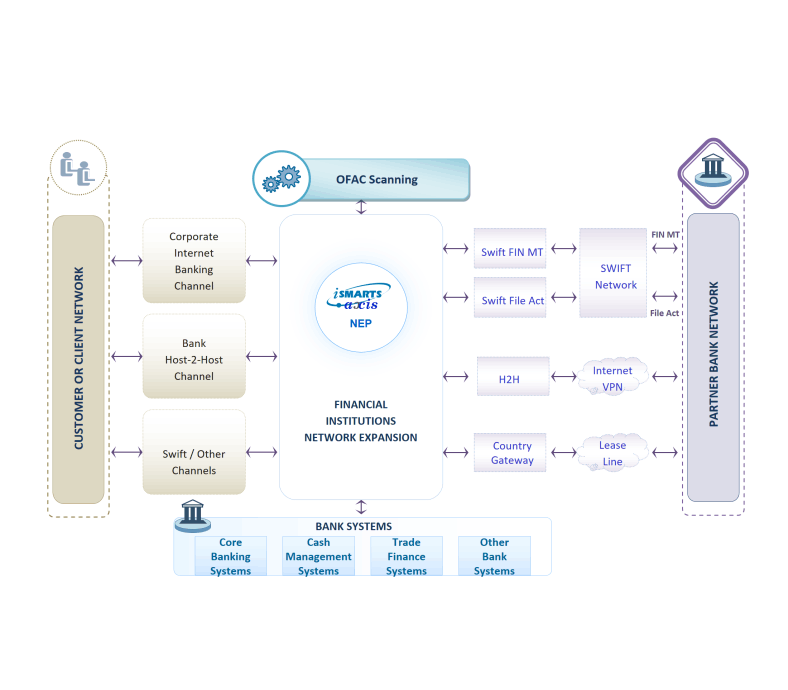 OFAC Scanning
CUSTOMER OR CLIENT NETWORK
Corporate
Internet
Banking
Channel
Bank
Host-2-Host
Channel
Swift / Other
Channels
iSMARTS
axis
NEP
FINANCIAL
INSTITUTIONS
NETWORK EXPANSION
Swift FIN MT
Swift File Act
SWIFT
Network
FIN MT
File Act
H2H
Internet
VPN
Country
Gateway
Lease
Line
PARTNER BANK NETWORK
BANK SYSTEMS
Core
Banking
Systems
Cash
Management
Systems
Trade
Finance
Systems
Other
Bank
Systems